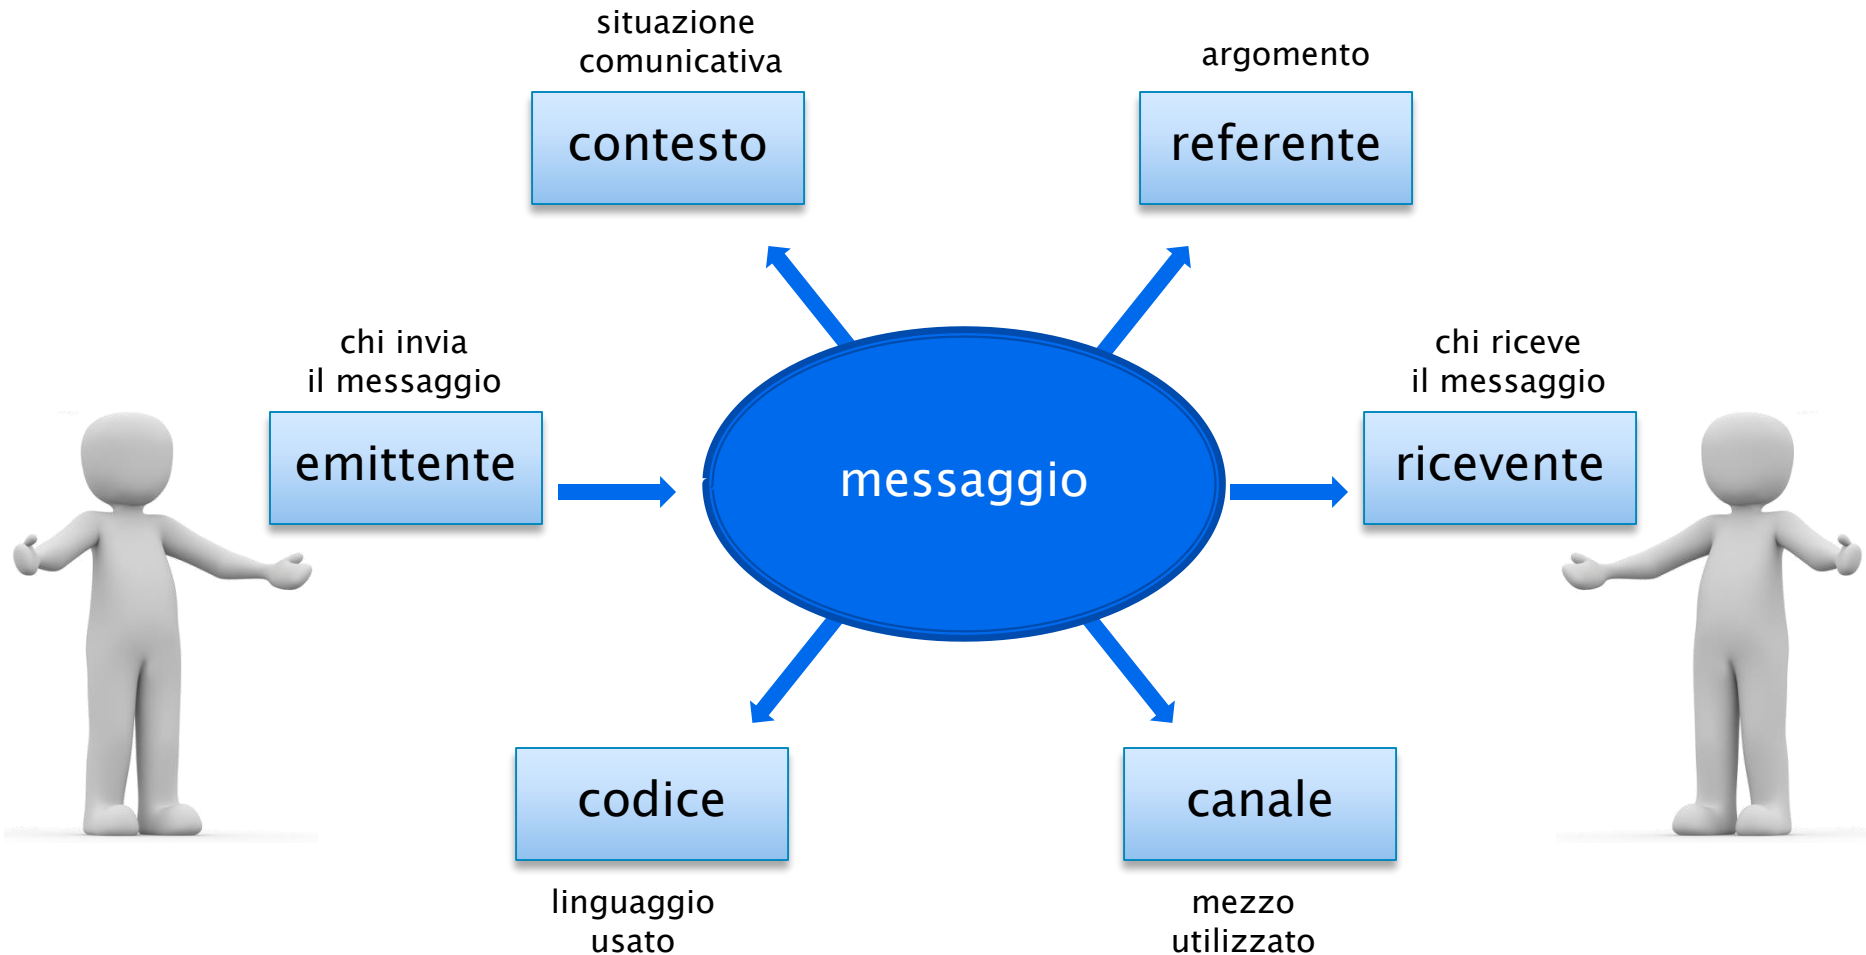 situazione
comunicativa
contesto
argomento
referente
chi invia
il messaggio
emittente
messaggio
chi riceve
il messaggio
ricevente
codice
linguaggio
usato
canale
mezzo
utilizzato